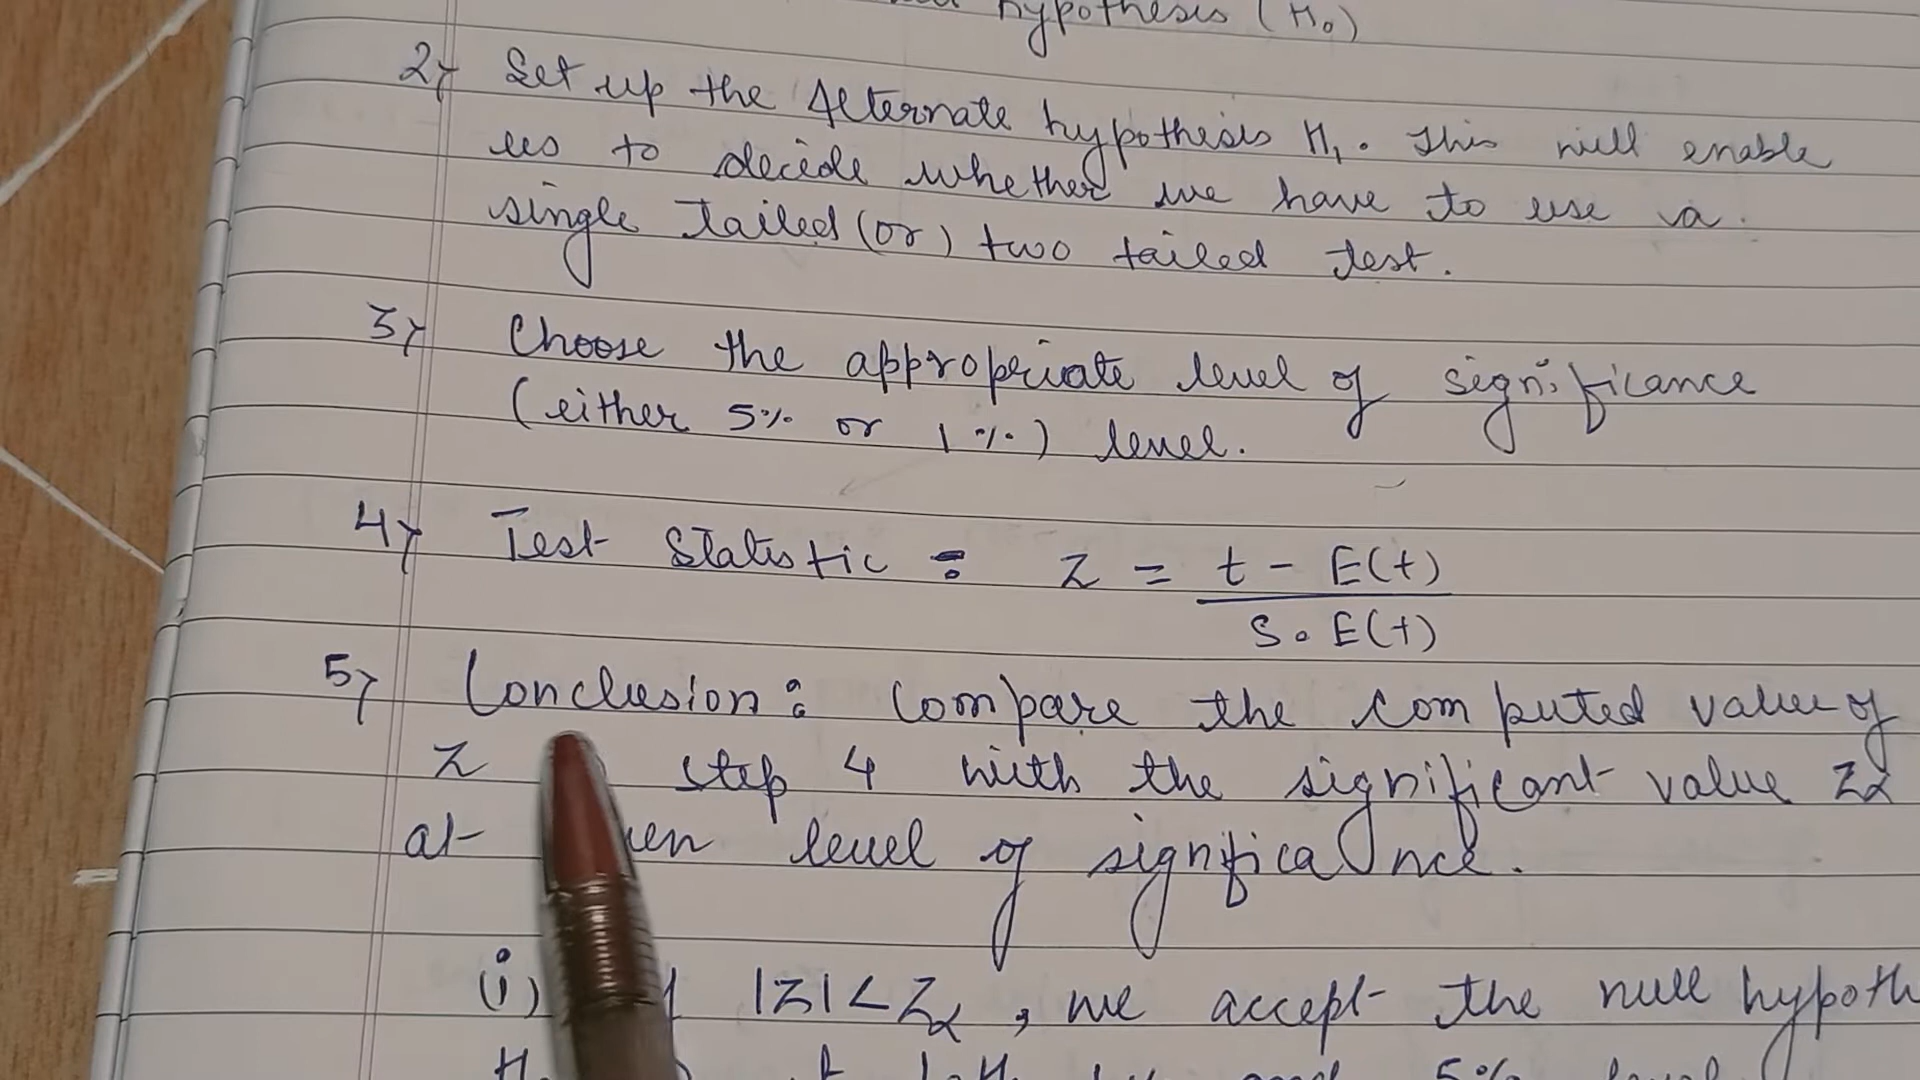 hypothesis (H₀)
2) Set up the Alternate hypothesis H₁. This will enable
us to decide whether we have to use a
single tailed (or) two tailed test.
3) Choose the appropriate level of significance
(either 5% or 1%) level.
4) Test Statistic : Z = t - E(t)
S.E(t)
5) Conclusion : Compare the computed value of
Z step 4 with the significant value Zα
at level of significance.
(i) |Z| < Zα, we accept the null hypoth
5% level